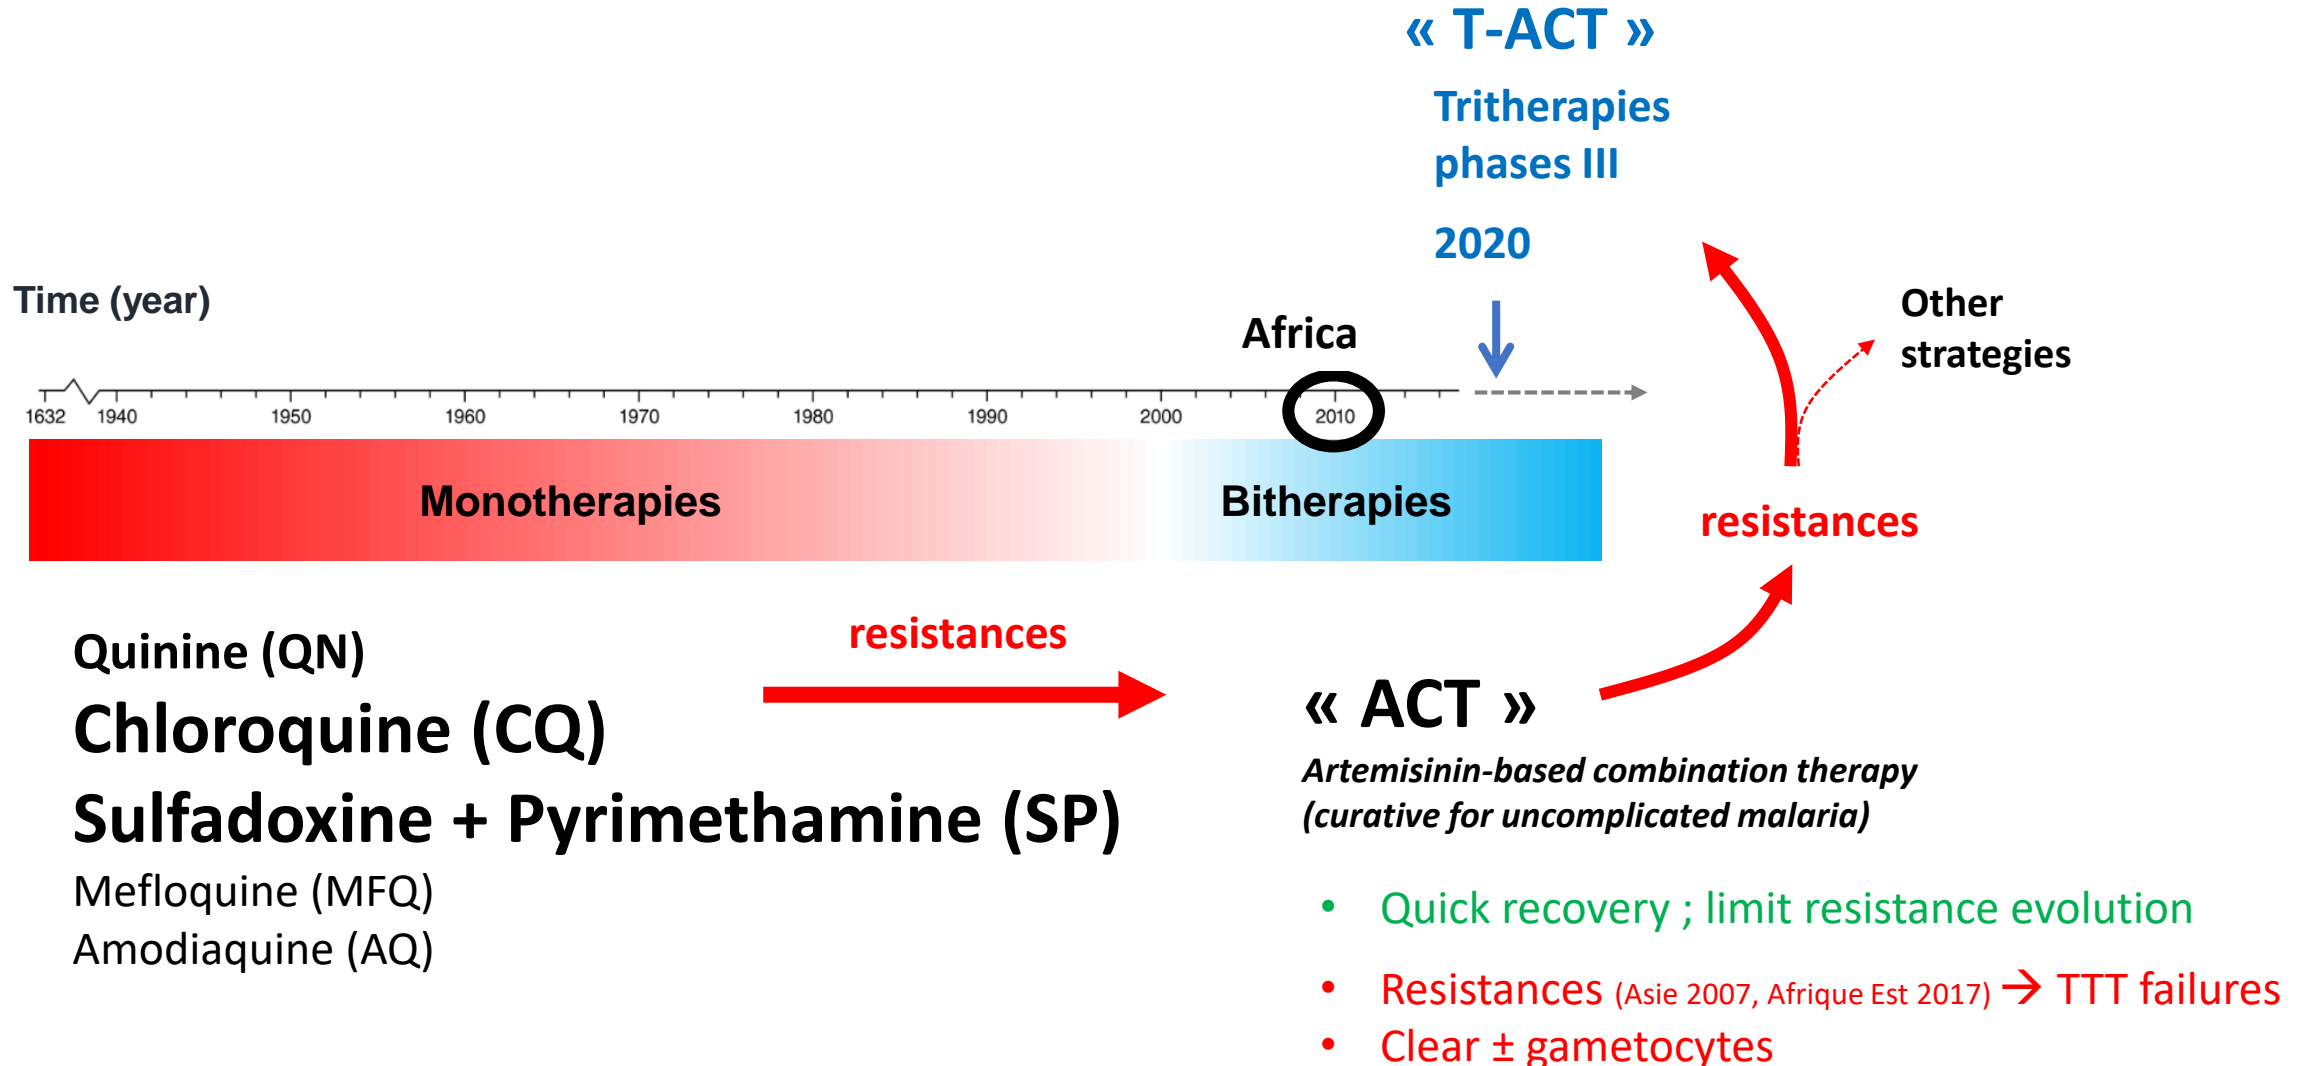 « T-ACT »
Tritherapies
phases III
2020
Time (year)
Africa
Other
strategies
1632 1940 1950 1960 1970 1980 1990 2000 2010
Monotherapies
Bitherapies
resistances
resistances
Quinine (QN)
Chloroquine (CQ)
Sulfadoxine + Pyrimethamine (SP)
Mefloquine (MFQ)
Amodiaquine (AQ)
« ACT »
Artemisinin-based combination therapy
(curative for uncomplicated malaria)
• Quick recovery ; limit resistance evolution
• Resistances (Asie 2007, Afrique Est 2017) → TTT failures
• Clear ± gametocytes